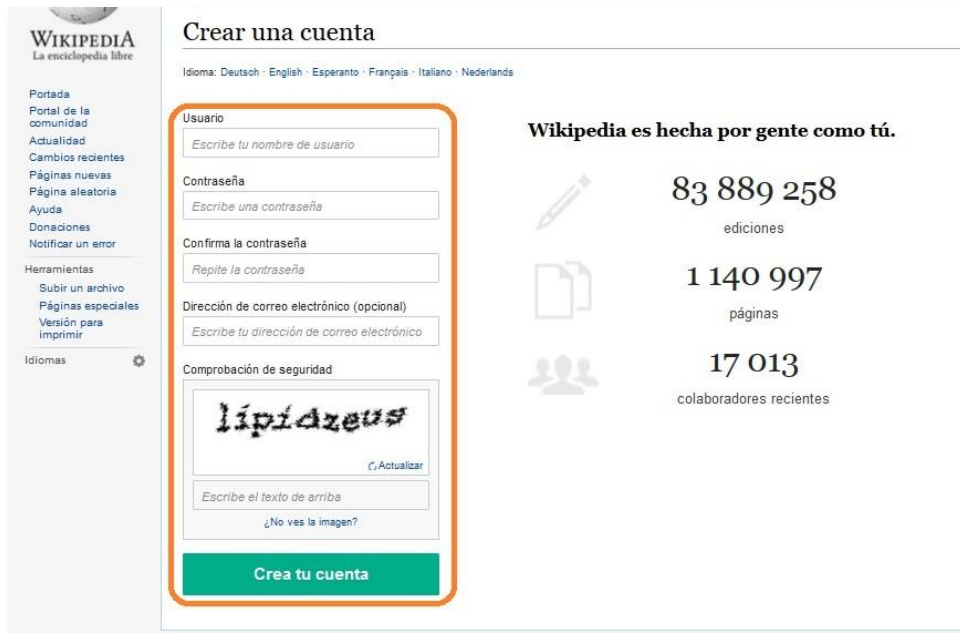 WIKIPEDIA
La enciclopedia libre
Portada
Portal de la
comunidad
Actualidad
Cambios recientes
Páginas nuevas
Página aleatoria
Ayuda
Donaciones
Notificar un error
Herramientas
Subir un archivo
Páginas especiales
Versión para
imprimir
Idiomas
Crear una cuenta
Idioma: Deutsch · English · Esperanto · Français · Italiano · Nederlands
Usuario
Escribe tu nombre de usuario
Contraseña
Escribe una contraseña
Confirma la contraseña
Repite la contraseña
Dirección de correo electrónico (opcional)
Escribe tu dirección de correo electrónico
Comprobación de seguridad
lipidzeus
Actualizar
Escribe el texto de arriba
¿No ves la imagen?
Crea tu cuenta
Wikipedia es hecha por gente como tú.
83 889 258
ediciones
1 140 997
páginas
17 013
colaboradores recientes